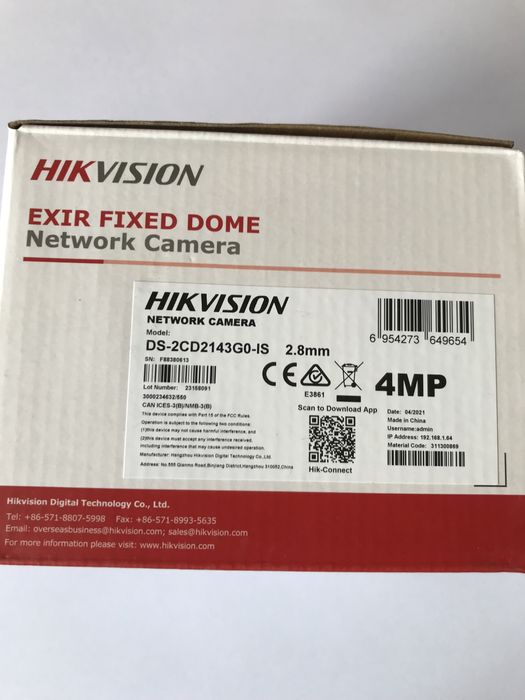 HIKVISION
EXIR FIXED DOME
Network Camera
HIKVISION
NETWORK CAMERA
Model:
DS-2CD2143G0-IS 2.8mm
SN: F88380613
Lot Number: 23158091
3000234632/550
CAN ICES-3(B)/NMB-3(B)
This device complies with Part 15 of the FCC Rules.
Operation is subject to the following two conditions:
(1)this device may not cause harmful interference, and
(2)this device must accept any interference received,
including interference that may cause undesired operation.
Manufacturer: Hangzhou Hikvision Digital Technology Co.,Ltd.
Address: No.555 Qianmo Road,Binjiang District,Hangzhou 310052,China
6 954273 649654
CE
E3861
4MP
Scan to Download App
Hik-Connect
Date: 04/2021
Made in China
Username:admin
IP Address: 192.168.1.64
Material Code: 311300869
Hikvision Digital Technology Co., Ltd.
Tel: +86-571-8807-5998 Fax: +86-571-8993-5635
Email: overseasbusiness@hikvision.com; sales@hikvision.com
For more information please visit: www.hikvision.com